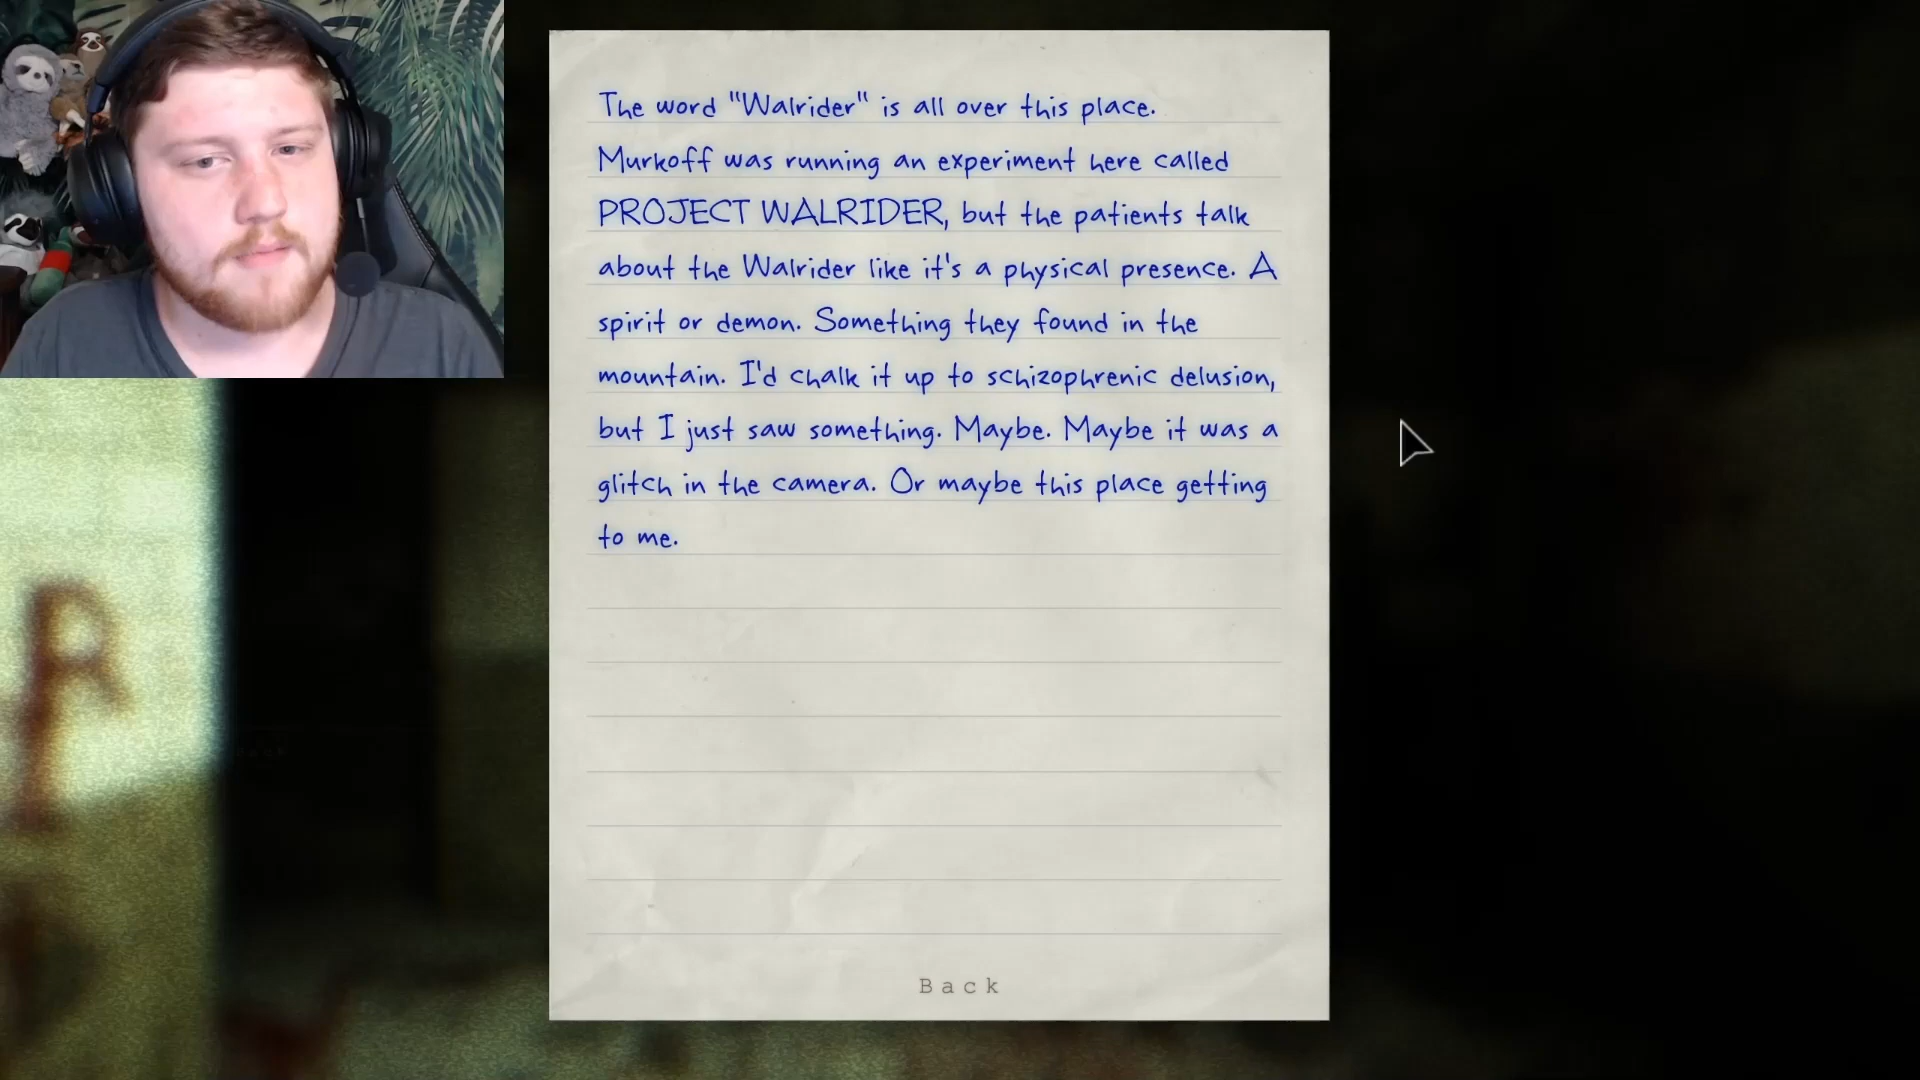 The word "Walrider" is all over this place.
Murkoff was running an experiment here called
PROJECT WALRIDER, but the patients talk
about the Walrider like it's a physical presence. A
spirit or demon. Something they found in the
mountain. I'd chalk it up to schizophrenic delusion,
but I just saw something. Maybe. Maybe it was a
glitch in the camera. Or maybe this place getting
to me.
Back